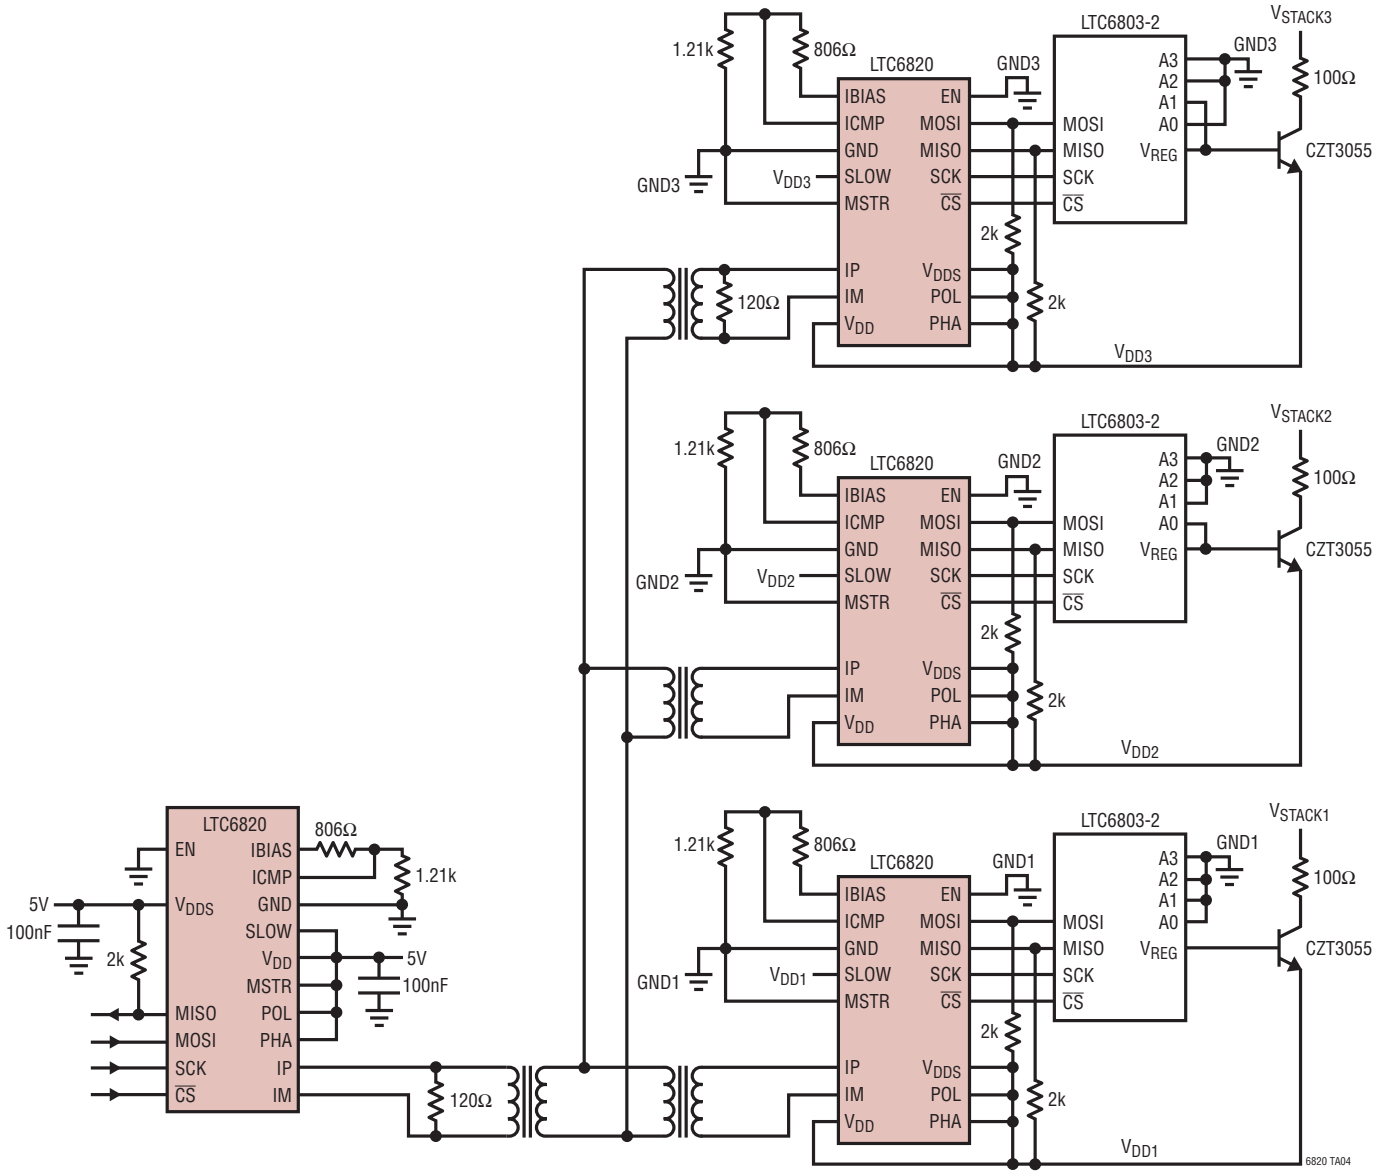 VSTACK3
LTC6803-2
1.21k
806Ω
GND3
100Ω
LTC6820
GND3
A3
A2
A1
A0
VREG
CZT3055
IBIAS
ICMP
GND
SLOW
MSTR
EN
MOSI
MISO
SCK
CS
MOSI
MISO
SCK
CS
GND3
VDD3
2k
IP
IM
VDD
VDDS
POL
PHA
120Ω
2k
VDD3
VSTACK2
LTC6803-2
1.21k
806Ω
GND2
100Ω
LTC6820
GND2
A3
A2
A1
A0
VREG
CZT3055
IBIAS
ICMP
GND
SLOW
MSTR
EN
MOSI
MISO
SCK
CS
MOSI
MISO
SCK
CS
GND2
VDD2
2k
IP
IM
VDD
VDDS
POL
PHA
2k
VDD2
VSTACK1
LTC6803-2
1.21k
806Ω
GND1
100Ω
LTC6820
GND1
A3
A2
A1
A0
VREG
CZT3055
IBIAS
ICMP
GND
SLOW
MSTR
EN
MOSI
MISO
SCK
CS
MOSI
MISO
SCK
CS
GND1
VDD1
2k
IP
IM
VDD
VDDS
POL
PHA
2k
VDD1
LTC6820
806Ω
EN
IBIAS
ICMP
1.21k
5V
VDDS
GND
100nF
SLOW
2k
VDD
5V
MSTR
100nF
MISO
POL
MOSI
PHA
SCK
IP
CS
IM
120Ω
6820 TA04